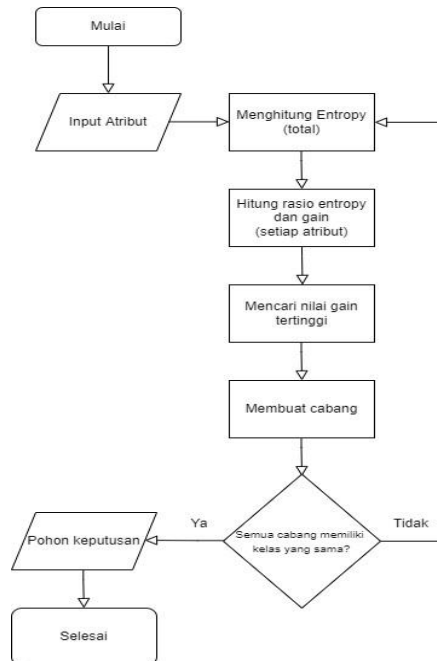 Mulai
Input Atribut
Menghitung Entropy
(total)
Hitung rasio entropy
dan gain
(setiap atribut)
Mencari nilai gain
tertinggi
Membuat cabang
Semua cabang memiliki
kelas yang sama?
Ya
Tidak
Pohon keputusan
Selesai